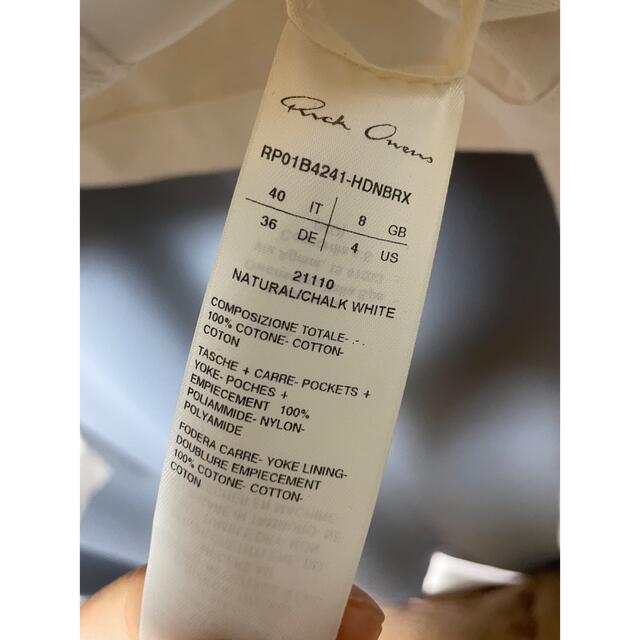 Rick Owens
RP01B4241-HDNBRX
40 IT 8 GB
36 DE 4 US
21110
NATURAL/CHALK WHITE
COMPOSIZIONE TOTALE- .- .
100% COTONE- COTTON-
COTON
TASCHE + CARRE- POCKETS +
YOKE- POCHES +
EMPIECEMENT 100%
POLIAMMIDE- NYLON-
POLYAMIDE
FODERA CARRE- YOKE LINING-
DOUBLURE EMPIECEMENT
100% COTONE- COTTON-
COTON